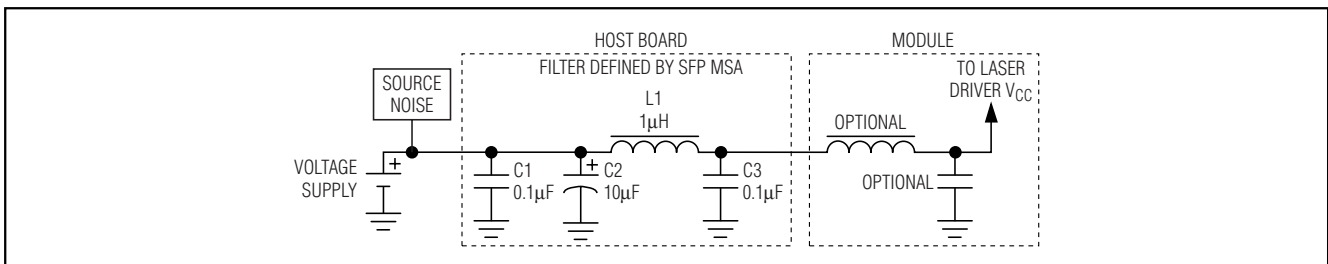 HOST BOARD
FILTER DEFINED BY SFP MSA
MODULE
SOURCE
NOISE
L1
1μH
OPTIONAL
TO LASER
DRIVER VCC
VOLTAGE
SUPPLY
+
C1
0.1μF
+
C2
10μF
C3
0.1μF
OPTIONAL